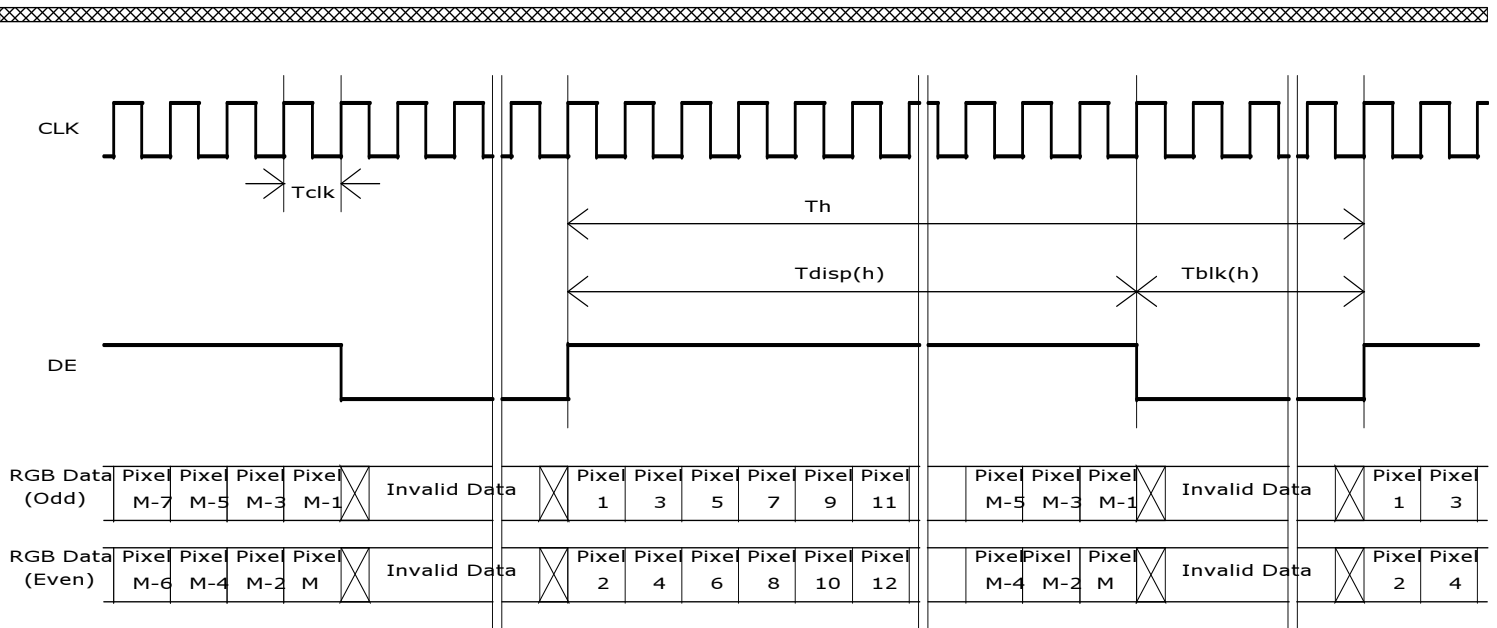 CLK
Tclk
Th
Tdisp(h)
Tblk(h)
DE
RGB Data
(Odd)
Pixel Pixel Pixel Pixel
M-7 M-5 M-3 M-1
Invalid Data
Pixel Pixel Pixel Pixel Pixel Pixel
1 3 5 7 9 11
Pixel Pixel Pixel
M-5 M-3 M-1
Invalid Data
Pixel Pixel
1 3
RGB Data
(Even)
Pixel Pixel Pixel Pixel
M-6 M-4 M-2 M
Invalid Data
Pixel Pixel Pixel Pixel Pixel Pixel
2 4 6 8 10 12
Pixel Pixel Pixel
M-4 M-2 M
Invalid Data
Pixel Pixel
2 4